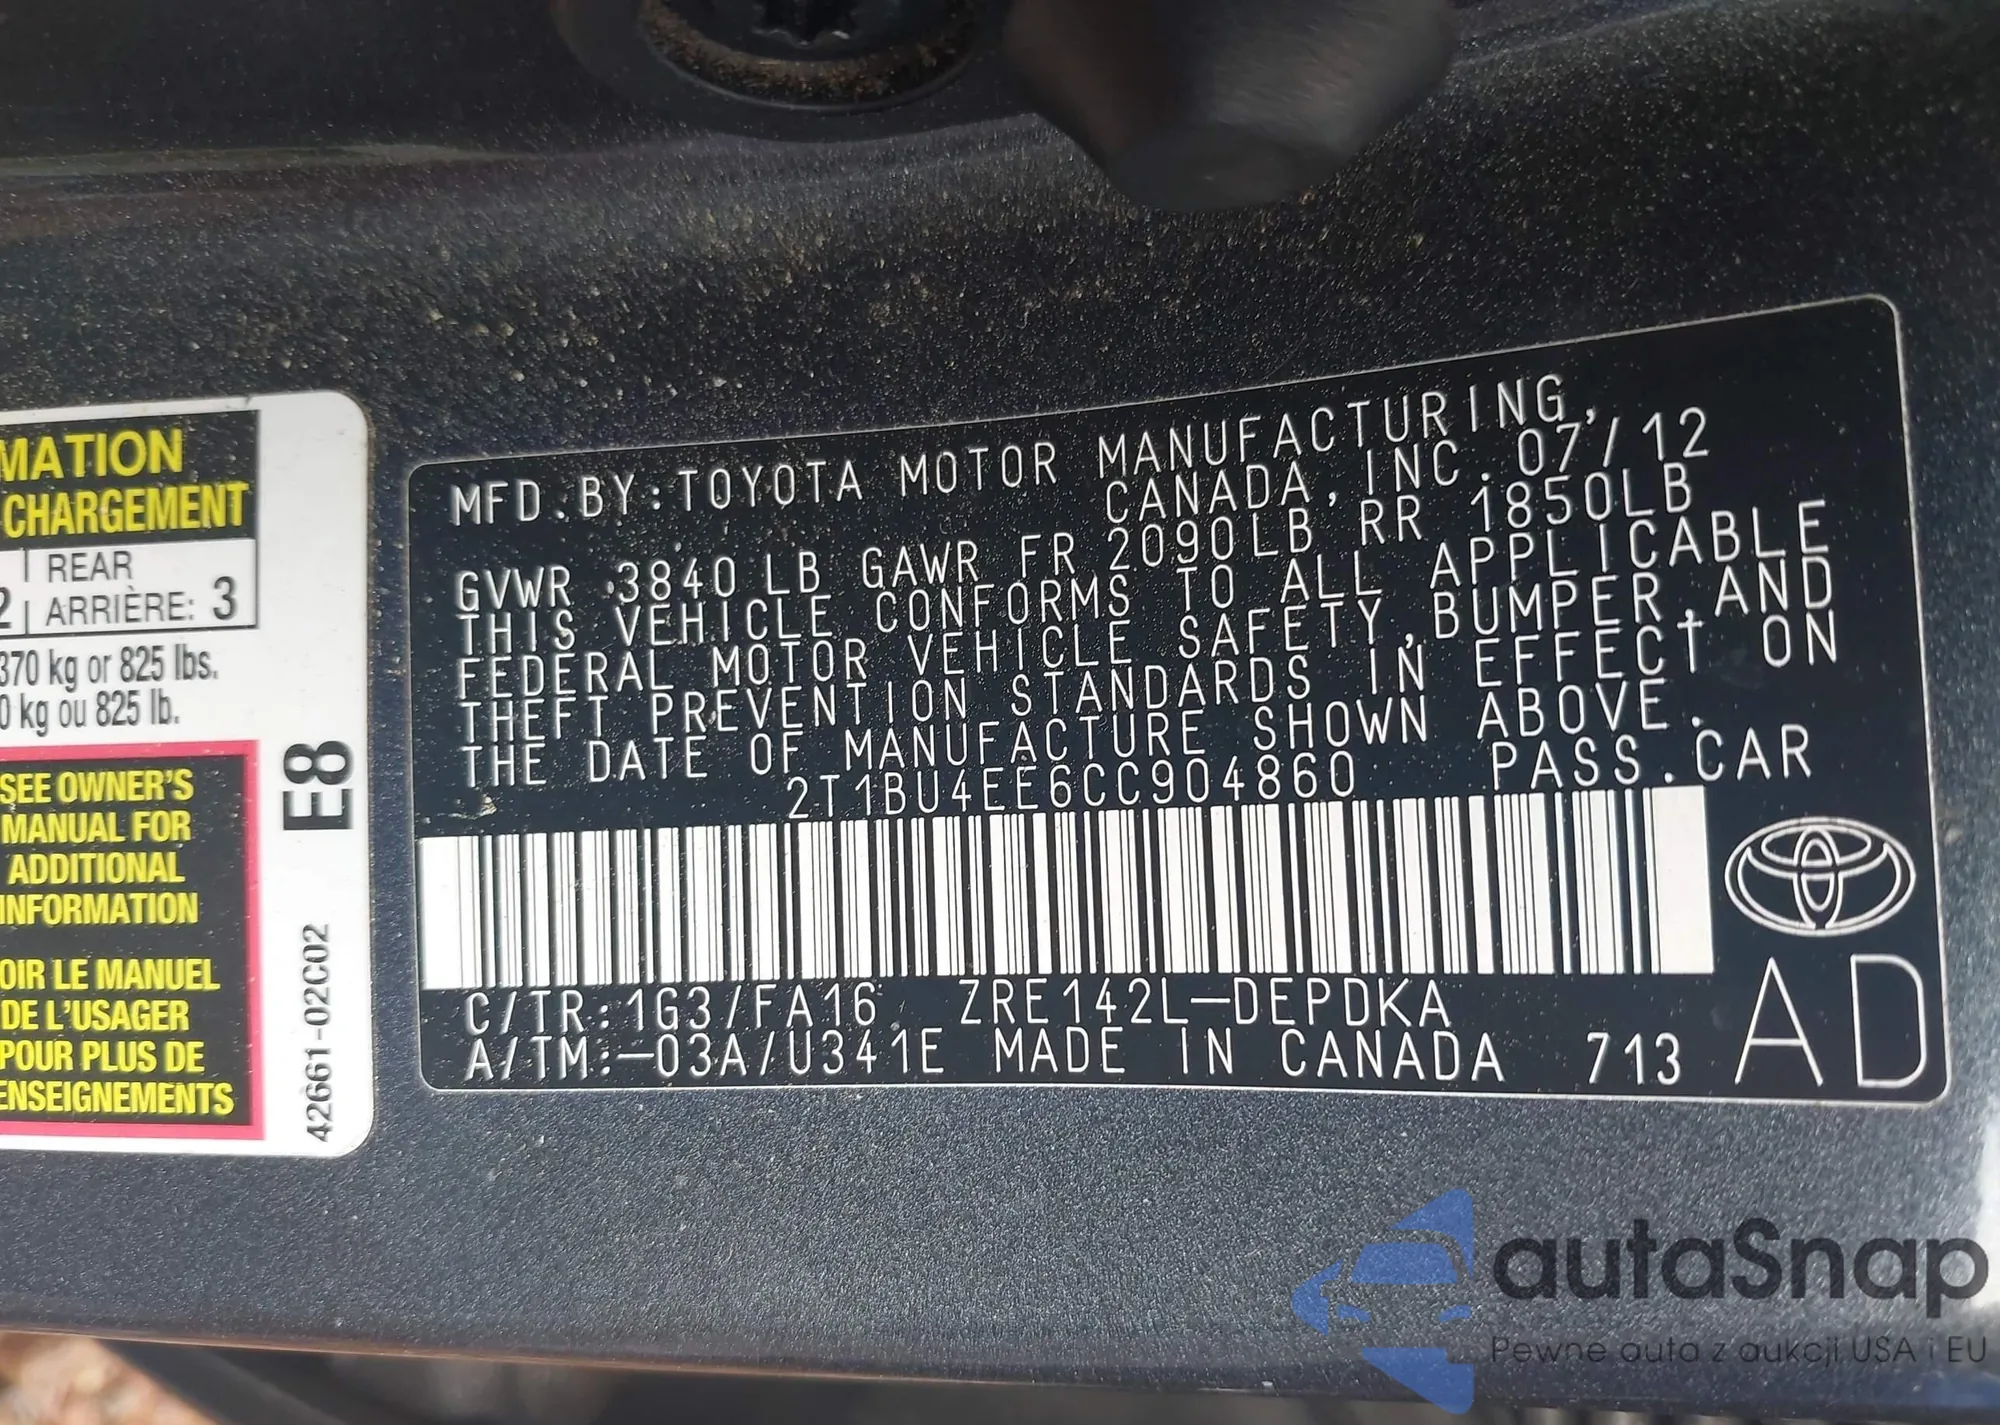 MATION
CHARGEMENT
2 | REAR
ARRIÈRE: 3
370 kg or 825 lbs.
0 kg ou 825 lb.
SEE OWNER'S
MANUAL FOR
ADDITIONAL
INFORMATION
OIR LE MANUEL
DE L'USAGER
POUR PLUS DE
ENSEIGNEMENTS
E8
42661-02C02
MFD.BY:TOYOTA MOTOR MANUFACTURING,
CANADA,INC.07/12
GVWR 3840LB GAWR FR 2090LB RR 1850LB
THIS VEHICLE CONFORMS TO ALL APPLICABLE
FEDERAL MOTOR VEHICLE SAFETY,BUMPER,AND
THEFT PREVENTION STANDARDS IN EFFECT ON
THE DATE OF MANUFACTURE SHOWN ABOVE.
2T1BU4EE6CC904860 PASS.CAR
C/TR:1G3/FA16 ZRE142L-DEPDKA
A/TM:-03A/U341E MADE IN CANADA 713
AD
autaSnap
Pewne auta z aukcji USA i EU